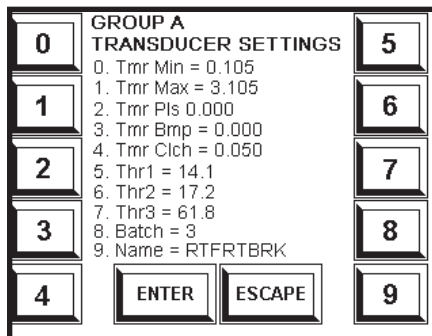 GROUP A
TRANSDUCER SETTINGS
0. Tmr Min = 0.105
1. Tmr Max = 3.105
2. Tmr Pls 0.000
3. Tmr Bmp = 0.000
4. Tmr Clch = 0.050
5. Thr1 = 14.1
6. Thr2 = 17.2
7. Thr3 = 61.8
8. Batch = 3
9. Name = RTFRTBRK
0
1
2
3
4
ENTER
ESCAPE
5
6
7
8
9